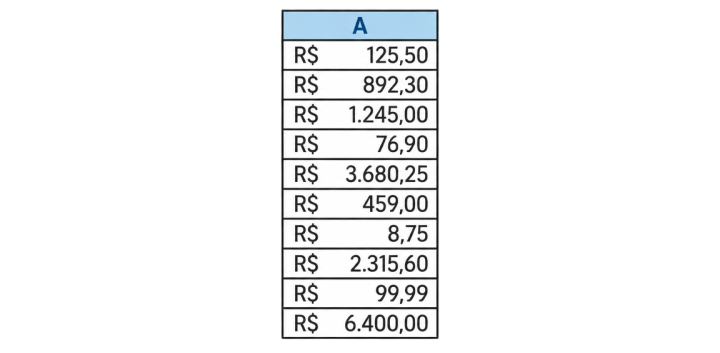 A
R$ 125,50
R$ 892,30
R$ 1.245,00
R$ 76,90
R$ 3.680,25
R$ 459,00
R$ 8,75
R$ 2.315,60
R$ 99,99
R$ 6.400,00